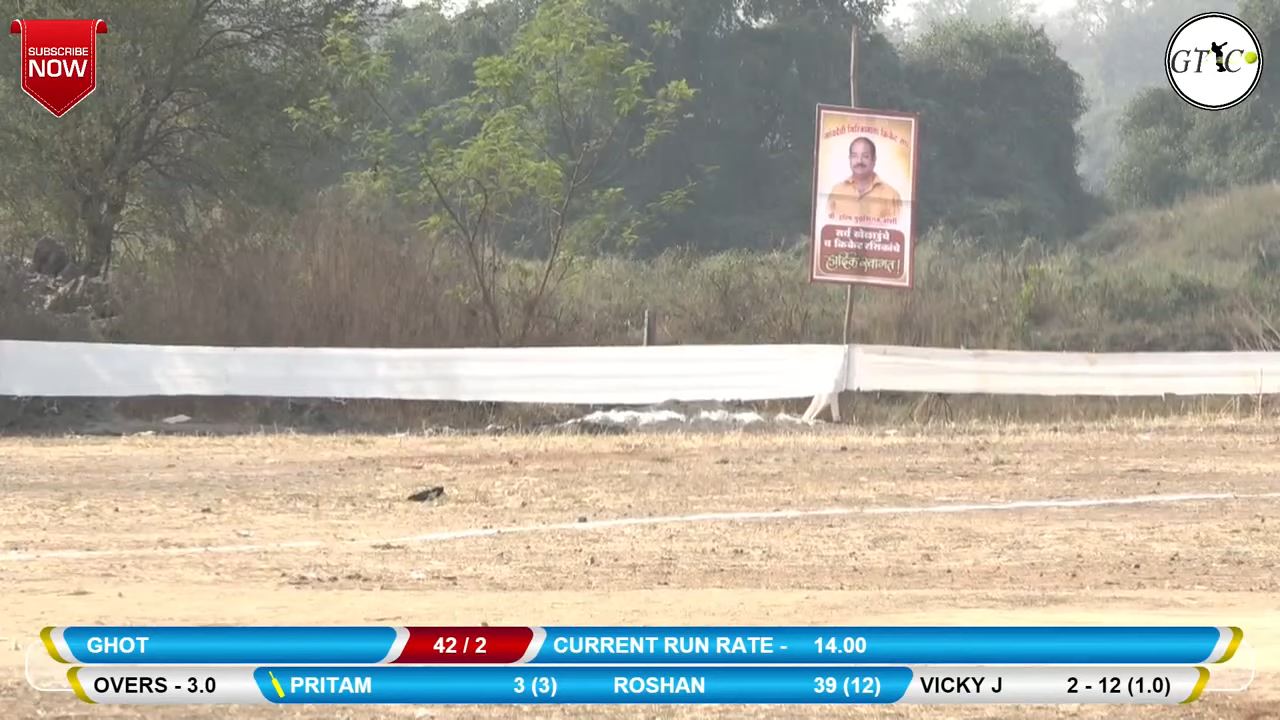 SUBSCRIBE
NOW
GTCC
सर्व खेळाडूंचे
व क्रिकेट रसिकांचे
हार्दिक स्वागत!
GHOT 42 / 2 CURRENT RUN RATE - 14.00
OVERS - 3.0 PRITAM 3 (3) ROSHAN 39 (12) VICKY J 2 - 12 (1.0)